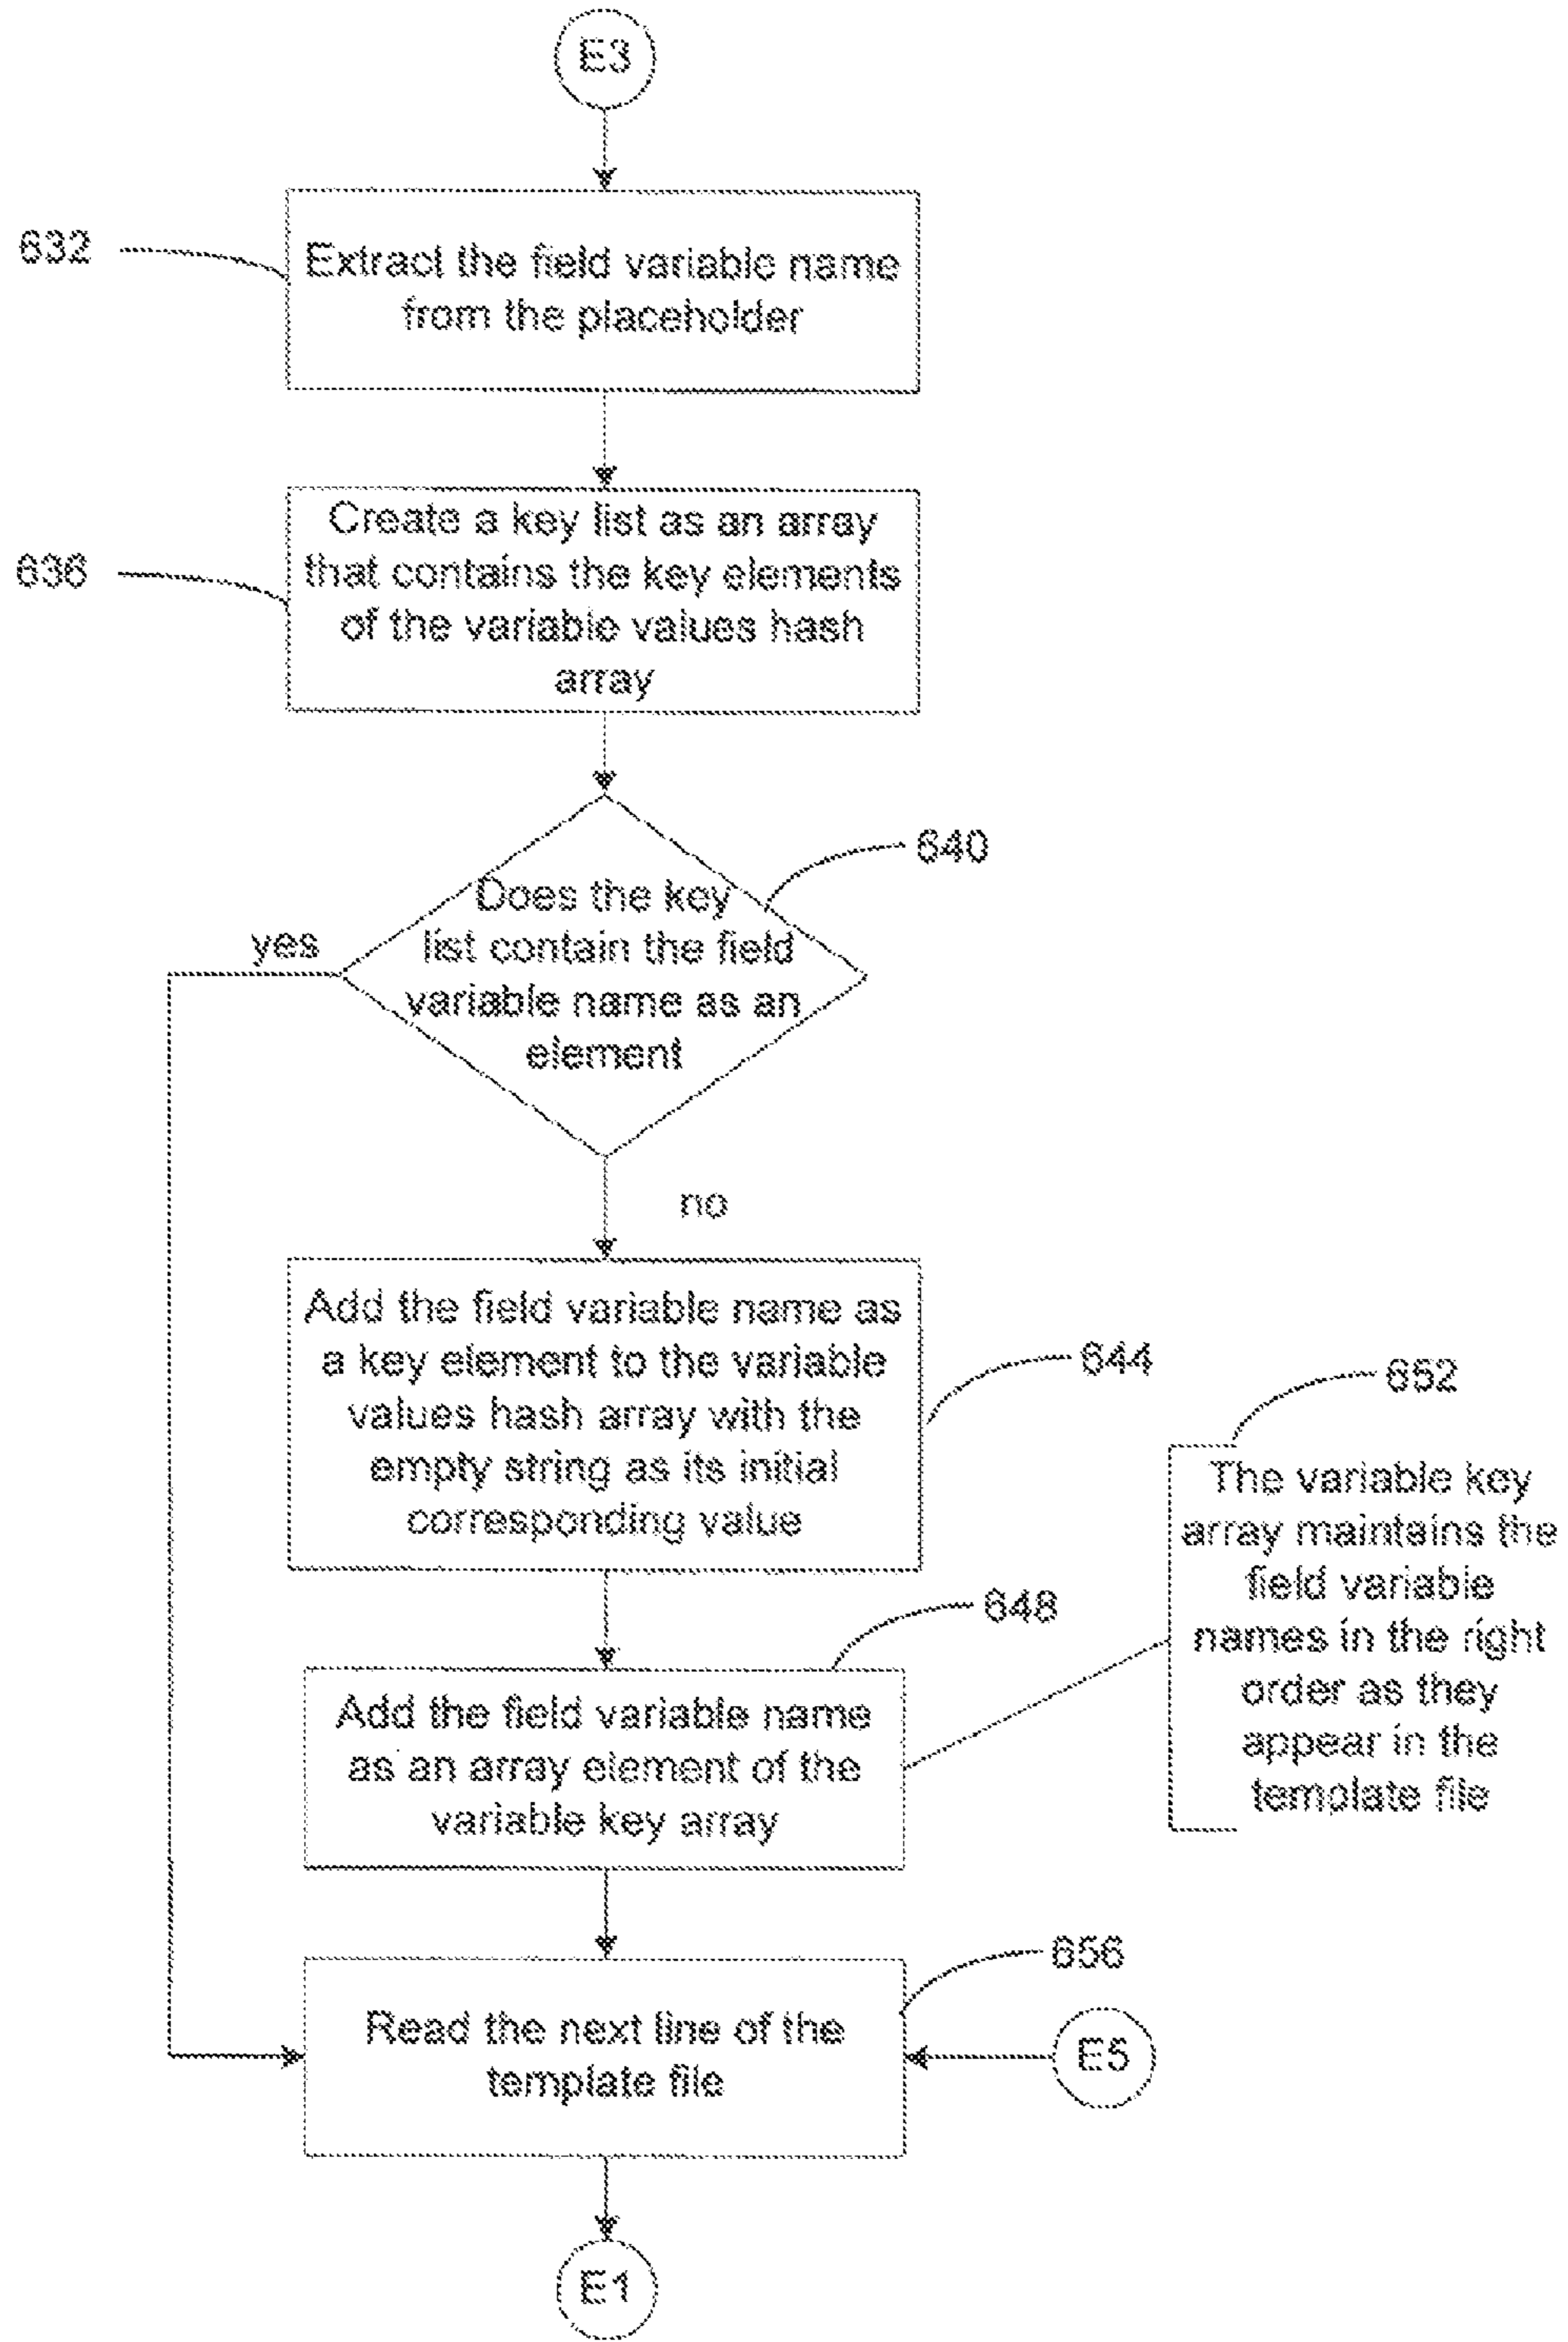 E3
632
Extract the field variable name
from the placeholder
636
Create a key list as an array
that contains the key elements
of the variable values hash
array
640
Does the key
list contain the field
variable name as an
element
yes
no
Add the field variable name as
a key element to the variable
values hash array with the
empty string as its initial
corresponding value
644
652
The variable key
array maintains the
field variable
names in the right
order as they
appear in the
template file
648
Add the field variable name
as an array element of the
variable key array
656
Read the next line of the
template file
E5
E1